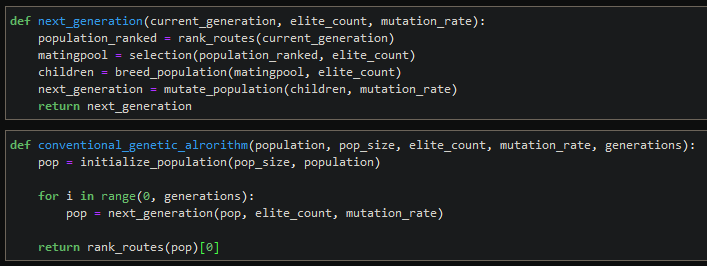 def next_generation(current_generation, elite_count, mutation_rate):
    population_ranked = rank_routes(current_generation)
    matingpool = selection(population_ranked, elite_count)
    children = breed_population(matingpool, elite_count)
    next_generation = mutate_population(children, mutation_rate)
    return next_generation
def conventional_genetic_alrorithm(population, pop_size, elite_count, mutation_rate, generations):
    pop = initialize_population(pop_size, population)
    for i in range(0, generations):
        pop = next_generation(pop, elite_count, mutation_rate)
    return rank_routes(pop)[0]